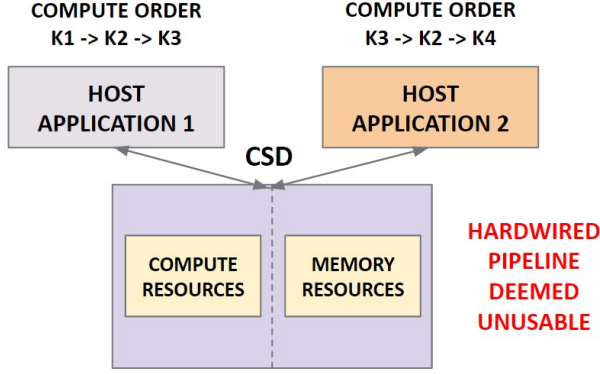 COMPUTE ORDER
K1 -> K2 -> K3
COMPUTE ORDER
K3 -> K2 -> K4
HOST
APPLICATION 1
HOST
APPLICATION 2
CSD
COMPUTE
RESOURCES
MEMORY
RESOURCES
HARDWIRED
PIPELINE
DEEMED
UNUSABLE